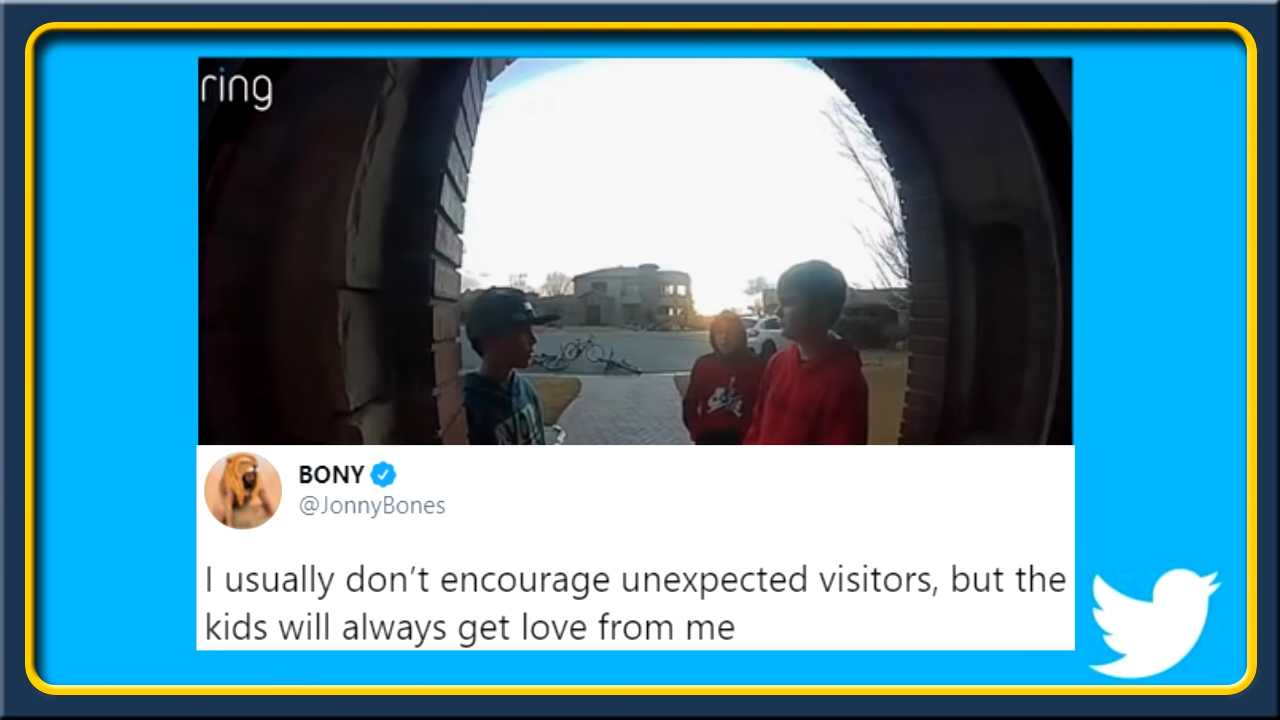 ring
BONY
@JonnyBones
I usually don’t encourage unexpected visitors, but the
kids will always get love from me